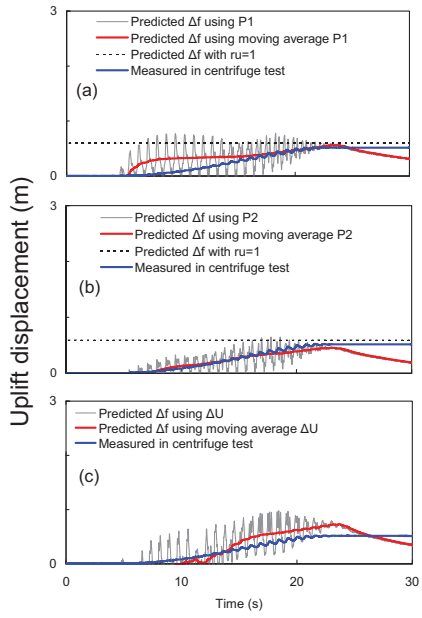 Uplift displacement (m)
3
Predicted Δf using P1
Predicted Δf using moving average P1
Predicted Δf with ru=1
Measured in centrifuge test
(a)
0
3
Predicted Δf using P2
Predicted Δf using moving average P2
Predicted Δf with ru=1
Measured in centrifuge test
(b)
0
3
Predicted Δf using ΔU
Predicted Δf using moving average ΔU
Measured in centrifuge test
(c)
0
0 10 20 30
Time (s)